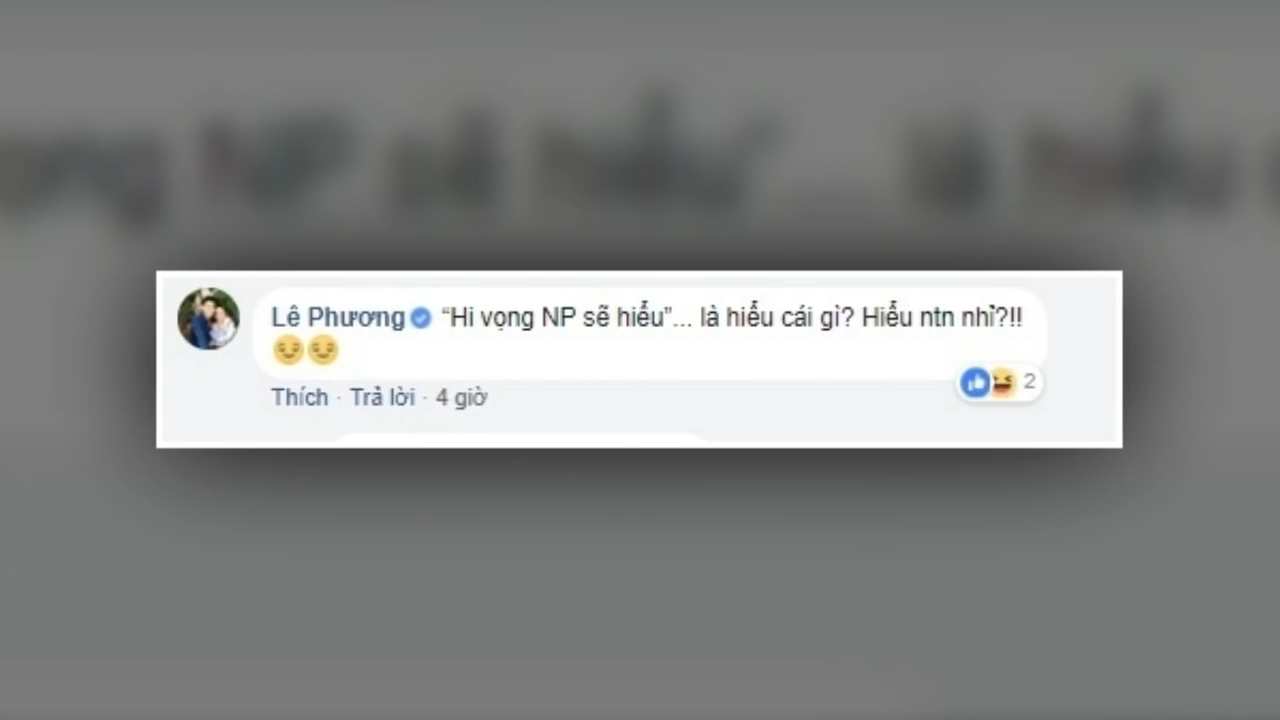 Lê Phương “Hi vọng NP sẽ hiểu”... là hiểu cái gì? Hiểu ntn nhỉ?!!
😏😏
Thích · Trả lời · 4 giờ
2